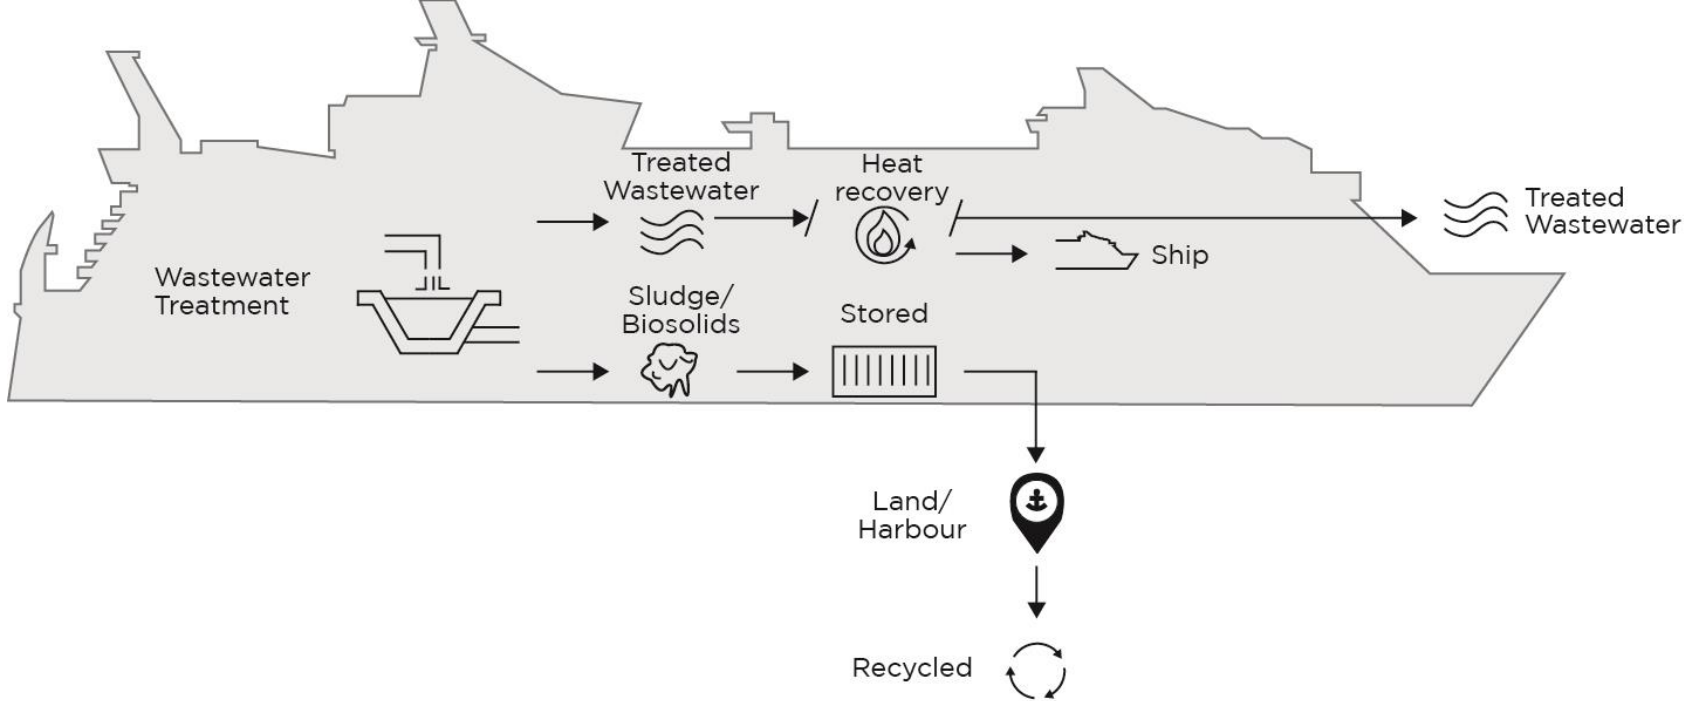 Treated
Wastewater
Heat
recovery
Treated
Wastewater
Ship
Wastewater
Treatment
Sludge/
Biosolids
Stored
Land/
Harbour
Recycled